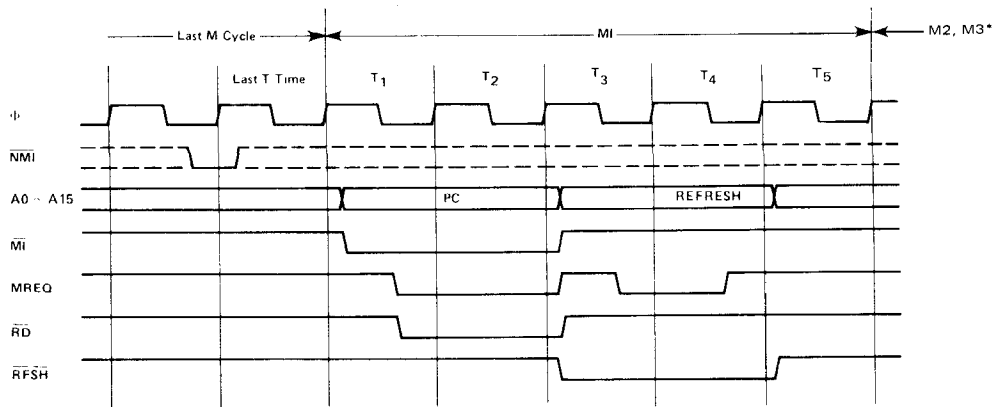 Last M Cycle MI M2, M3*
Last T Time T1 T2 T3 T4 T5
Φ
NMI
A0 ~ A15 PC REFRESH
MI
MREQ
RD
RFSH